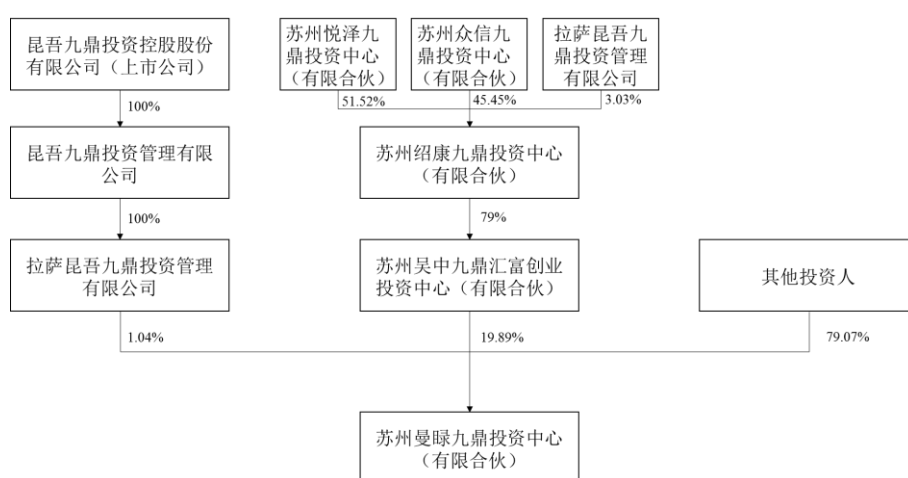 昆吾九鼎投资控股股份
有限公司（上市公司）
苏州悦泽九
鼎投资中心
（有限合伙）
苏州众信九
鼎投资中心
（有限合伙）
拉萨昆吾九
鼎投资管理
有限公司
100%
51.52%
45.45%
3.03%
昆吾九鼎投资管理有限
公司
苏州绍康九鼎投资中心
（有限合伙）
100%
79%
拉萨昆吾九鼎投资管理
有限公司
苏州吴中九鼎汇富创业
投资中心（有限合伙）
其他投资人
1.04%
19.89%
79.07%
苏州曼睩九鼎投资中心
（有限合伙）